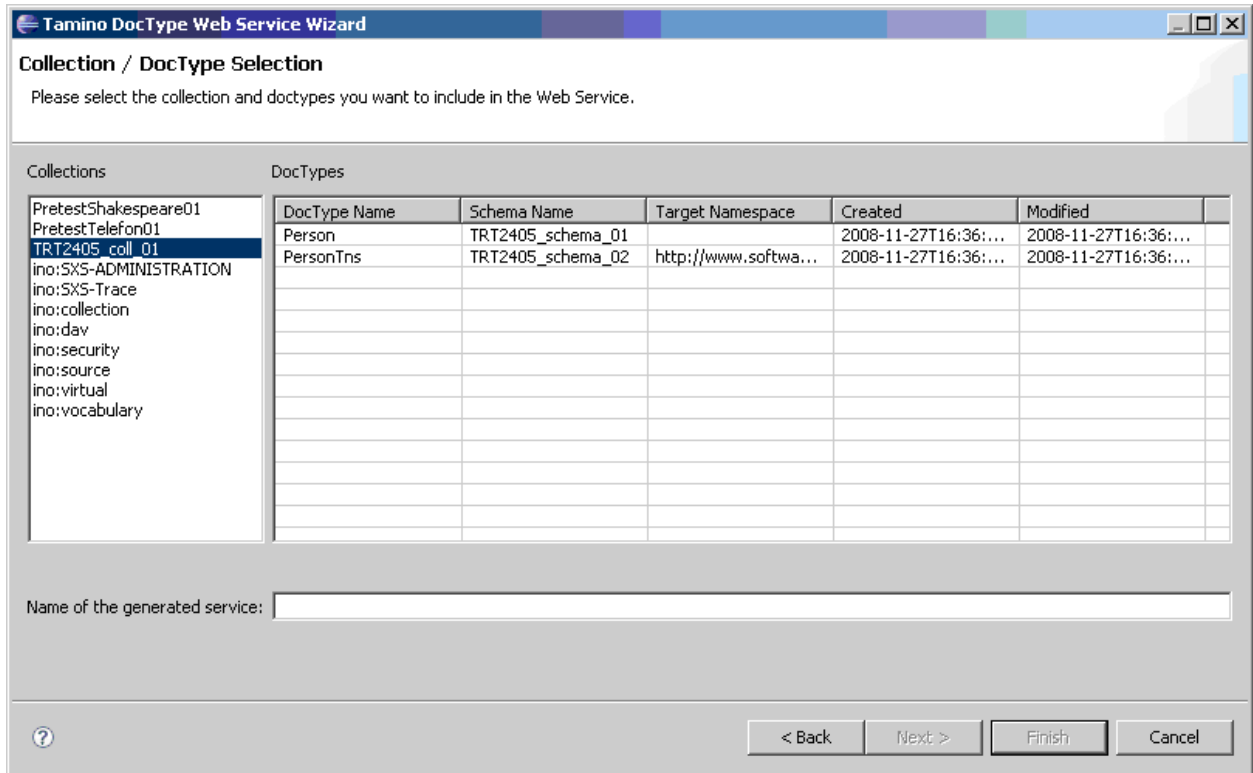 Tamino DocType Web Service Wizard
Collection / DocType Selection
Please select the collection and doctypes you want to include in the Web Service.
Collections
DocTypes
PretestShakespeare01
PretestTelefon01
TRT2405_coll_01
ino:SXS-ADMINISTRATION
ino:SXS-Trace
ino:collection
ino:dav
ino:security
ino:source
ino:virtual
ino:vocabulary
DocType Name Schema Name Target Namespace Created Modified
Person TRT2405_schema_01 2008-11-27T16:36:... 2008-11-27T16:36:...
PersonTns TRT2405_schema_02 http://www.softwa... 2008-11-27T16:36:... 2008-11-27T16:36:...
Name of the generated service:
? < Back Next > Finish Cancel